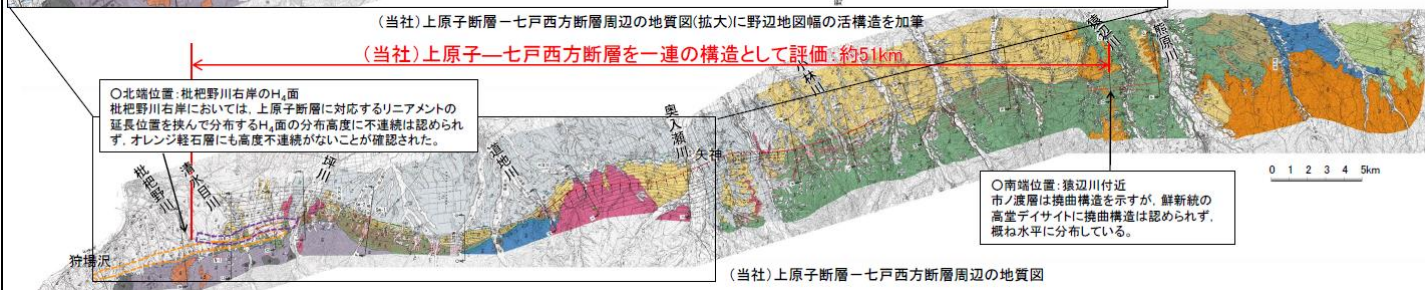 (当社)上原子断層－七戸西方断層周辺の地質図(拡大)に野辺地図幅の活構造を加筆
(当社)上原子―七戸西方断層を一連の構造として評価:約51km
○北端位置:枇杷野川右岸のH4面
枇杷野川右岸においては，上原子断層に対応するリニアメントの
延長位置を挟んで分布するH4面の分布高度に不連続は認められ
ず，オレンジ軽石層にも高度不連続がないことが確認された。
枇杷野川
清水目川
坪川
道地川
奥入瀬川
矢神
小林川
猿辺川
熊原川
狩場沢
○南端位置:猿辺川付近
市ノ渡層は撓曲構造を示すが，鮮新統の
高堂デイサイトに撓曲構造は認められず，
概ね水平に分布している。
0 1 2 3 4 5km
(当社)上原子断層－七戸西方断層周辺の地質図